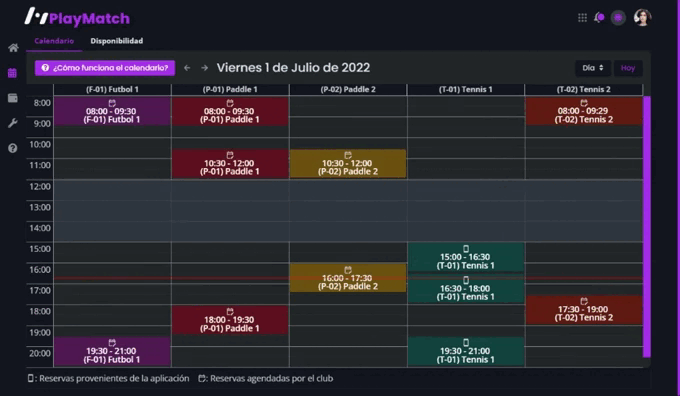 PlayMatch
Calendario Disponibilidad
¿Cómo funciona el calendario? ← → Viernes 1 de Julio de 2022 Día Hoy
(F-01) Futbol 1 (P-01) Paddle 1 (P-02) Paddle 2 (T-01) Tennis 1 (T-02) Tennis 2
8:00
08:00 - 09:30 08:00 - 09:30 08:00 - 09:29
(F-01) Futbol 1 (P-01) Paddle 1 (T-02) Tennis 2
9:00
10:00
10:30 - 12:00 10:30 - 12:00
11:00
(P-01) Paddle 1 (P-02) Paddle 2
12:00
13:00
14:00
15:00
15:00 - 16:30
(T-01) Tennis 1
16:00
16:00 - 17:30
(P-02) Paddle 2
16:30 - 18:00
17:00
(T-01) Tennis 1
17:30 - 19:00
18:00
(T-02) Tennis 2
18:00 - 19:30
(P-01) Paddle 1
19:00
19:30 - 21:00 19:30 - 21:00
20:00
(F-01) Futbol 1 (T-01) Tennis 1
: Reservas provenientes de la aplicación : Reservas agendadas por el club